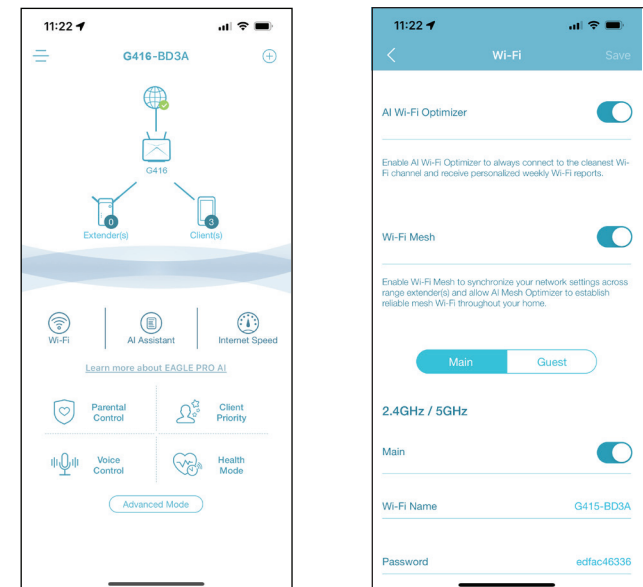 11:22
G416-BD3A
G416
0
3
Extender(s)
Client(s)
Wi-Fi
AI Assistant
Internet Speed
Learn more about EAGLE PRO AI
Parental
Control
Client
Priority
Voice
Control
Health
Mode
Advanced Mode
11:22
Wi-Fi
Save
AI Wi-Fi Optimizer
Enable AI Wi-Fi Optimizer to always connect to the cleanest Wi-
Fi channel and receive personalized weekly Wi-Fi reports.
Wi-Fi Mesh
Enable Wi-Fi Mesh to synchronize your network settings across
range extender(s) and allow AI Mesh Optimizer to establish
reliable mesh Wi-Fi throughout your home.
Main
Guest
2.4GHz / 5GHz
Main
Wi-Fi Name
G415-BD3A
Password
edfac46336